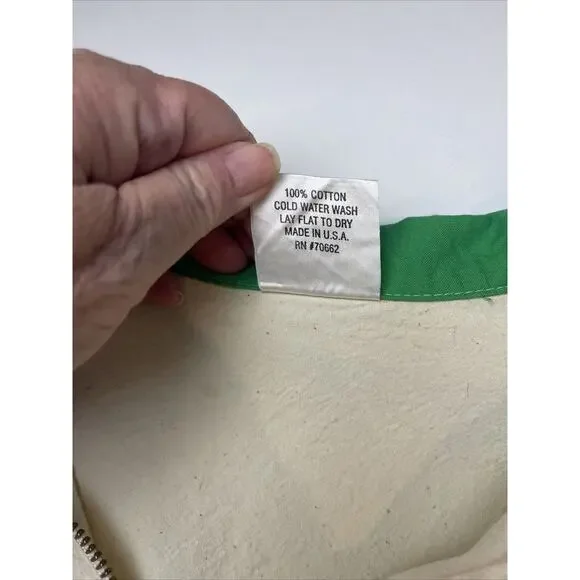 100% COTTON
COLD WATER WASH
LAY FLAT TO DRY
MADE IN U.S.A.
RN #70662